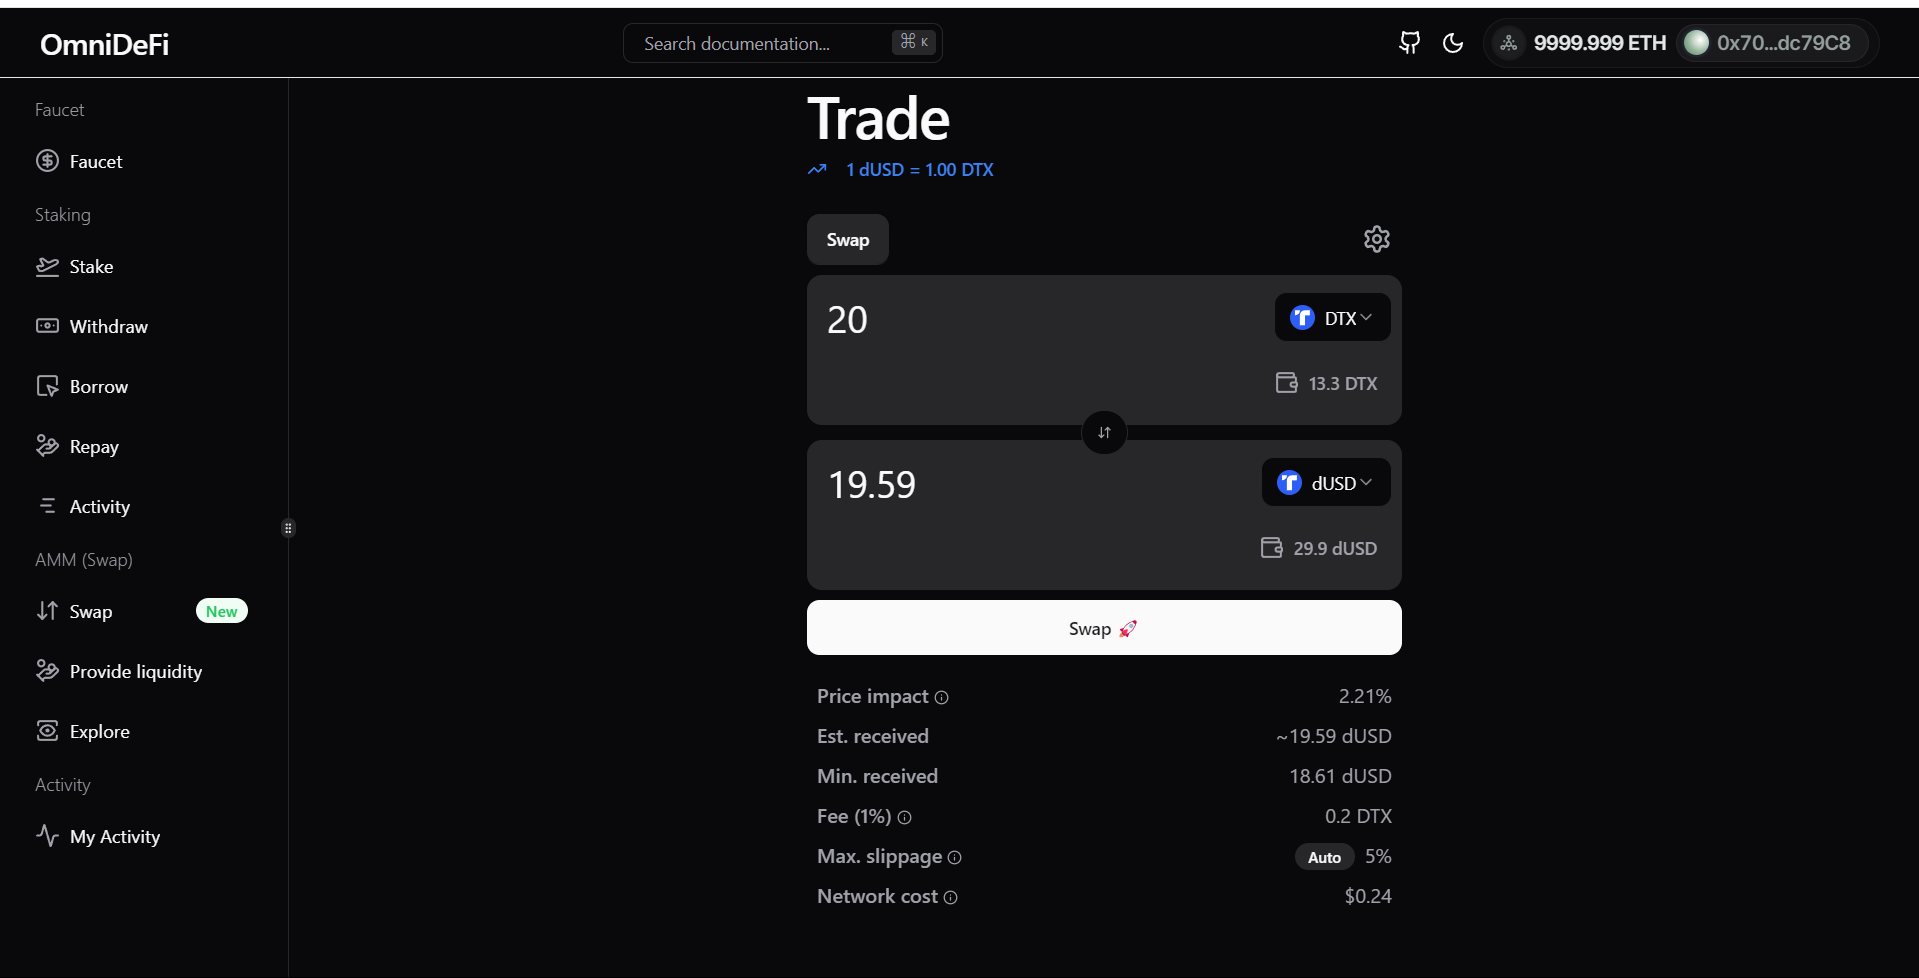 OmniDeFi
Search documentation...
⌘ K
9999.999 ETH
0x70...dc79C8
Faucet
Faucet
Staking
Stake
Withdraw
Borrow
Repay
Activity
AMM (Swap)
Swap
New
Provide liquidity
Explore
Activity
My Activity
Trade
1 dUSD = 1.00 DTX
Swap
20
DTX
13.3 DTX
19.59
dUSD
29.9 dUSD
Swap 🚀
Price impact 2.21%
Est. received ~19.59 dUSD
Min. received 18.61 dUSD
Fee (1%) 0.2 DTX
Max. slippage Auto 5%
Network cost $0.24